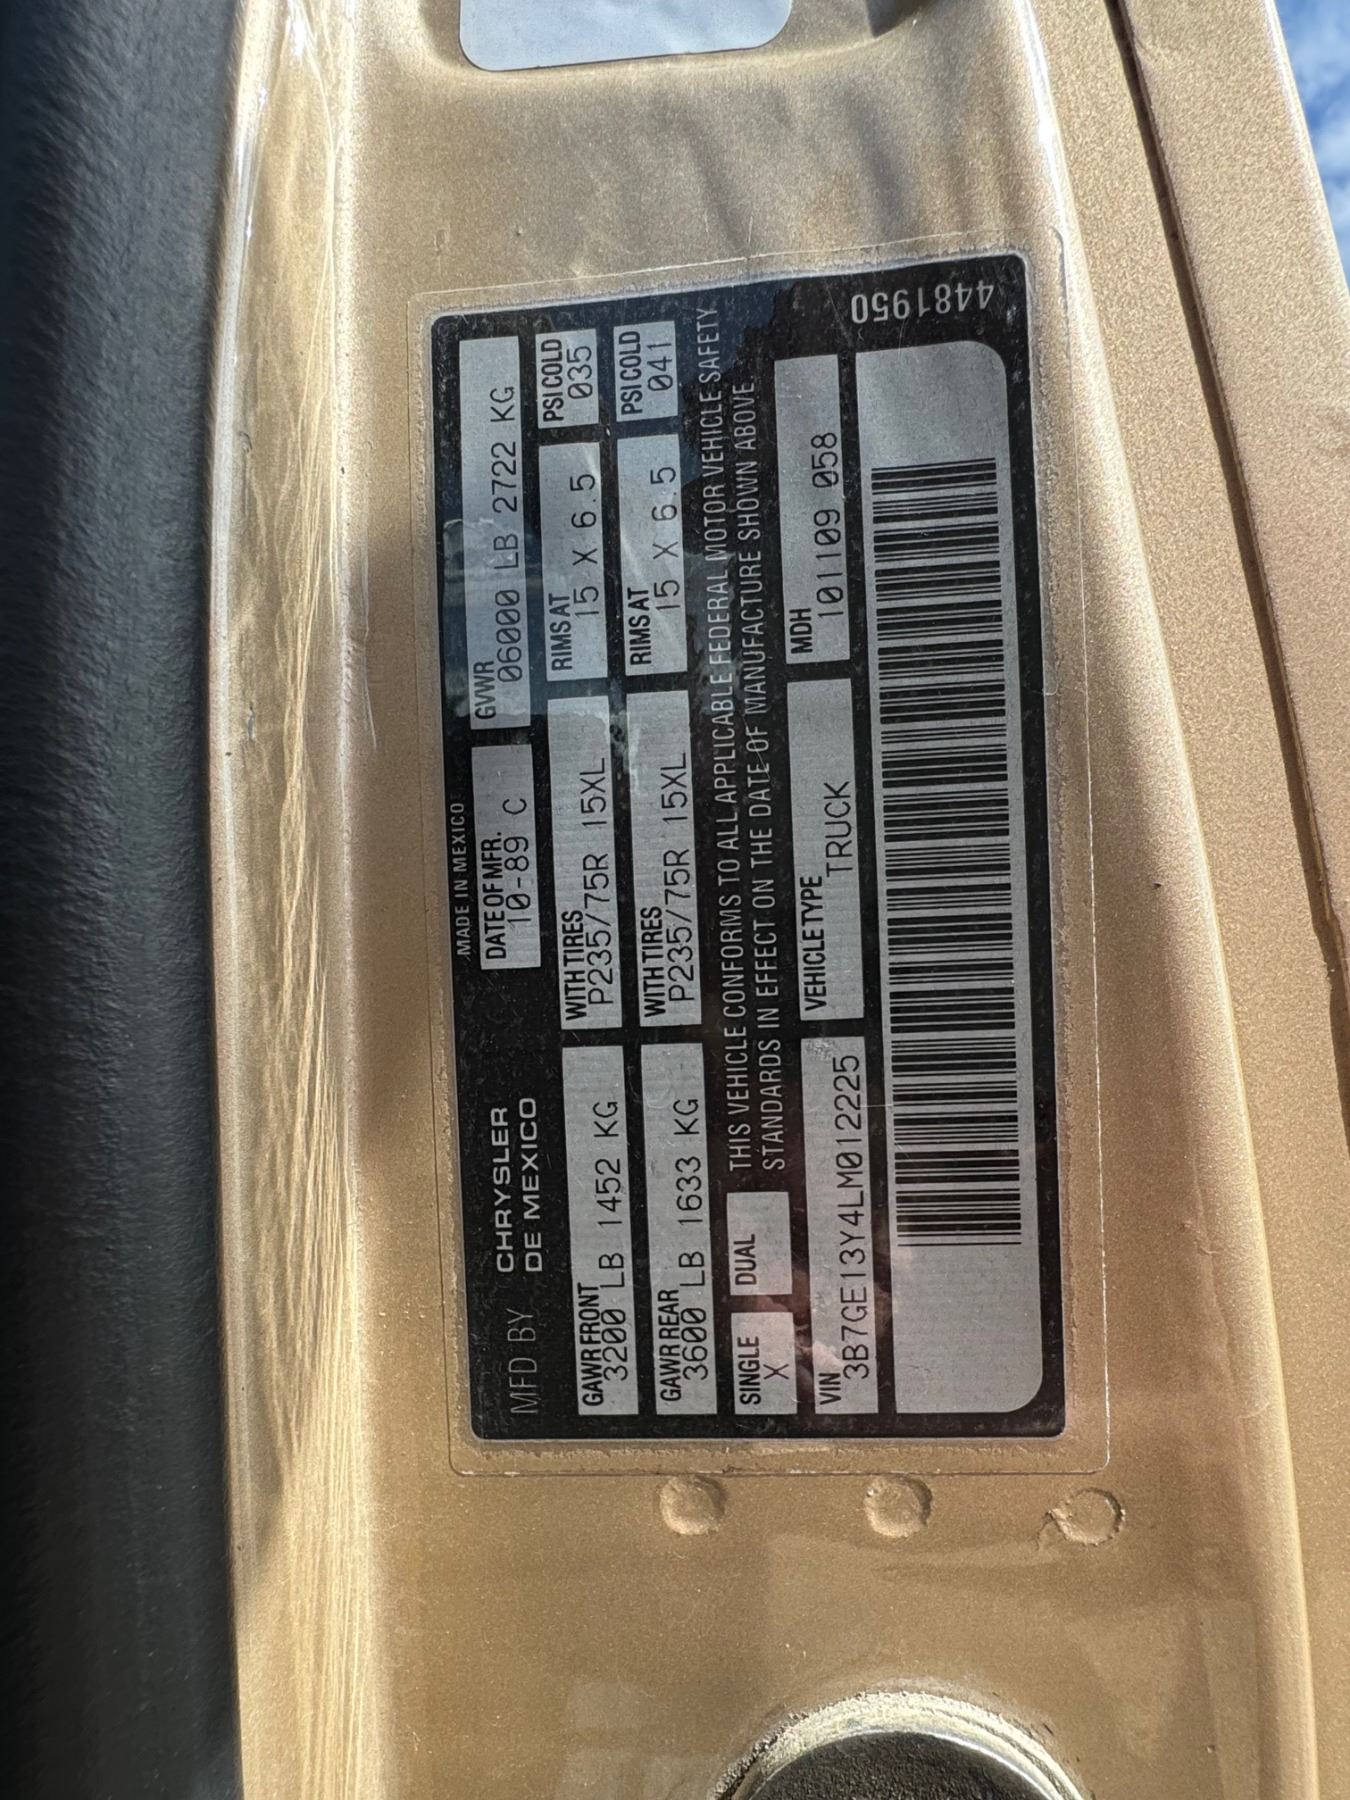 MADE IN MEXICO
MFD BY CHRYSLER DE MEXICO
DATE OF MFR. 10-89 C
GVWR 06000 LB 2722 KG
GAWR FRONT 3200 LB 1452 KG
WITH TIRES P235/75R 15XL
RIMS AT 15 X 6.5
PSI COLD 035
GAWR REAR 3600 LB 1633 KG
WITH TIRES P235/75R 15XL
RIMS AT 15 X 6.5
PSI COLD 041
SINGLE X
DUAL
THIS VEHICLE CONFORMS TO ALL APPLICABLE FEDERAL MOTOR VEHICLE SAFETY
STANDARDS IN EFFECT ON THE DATE OF MANUFACTURE SHOWN ABOVE.
VIN 3B7GE13Y4LM012225
VEHICLE TYPE TRUCK
MDH 101109 058
4481950